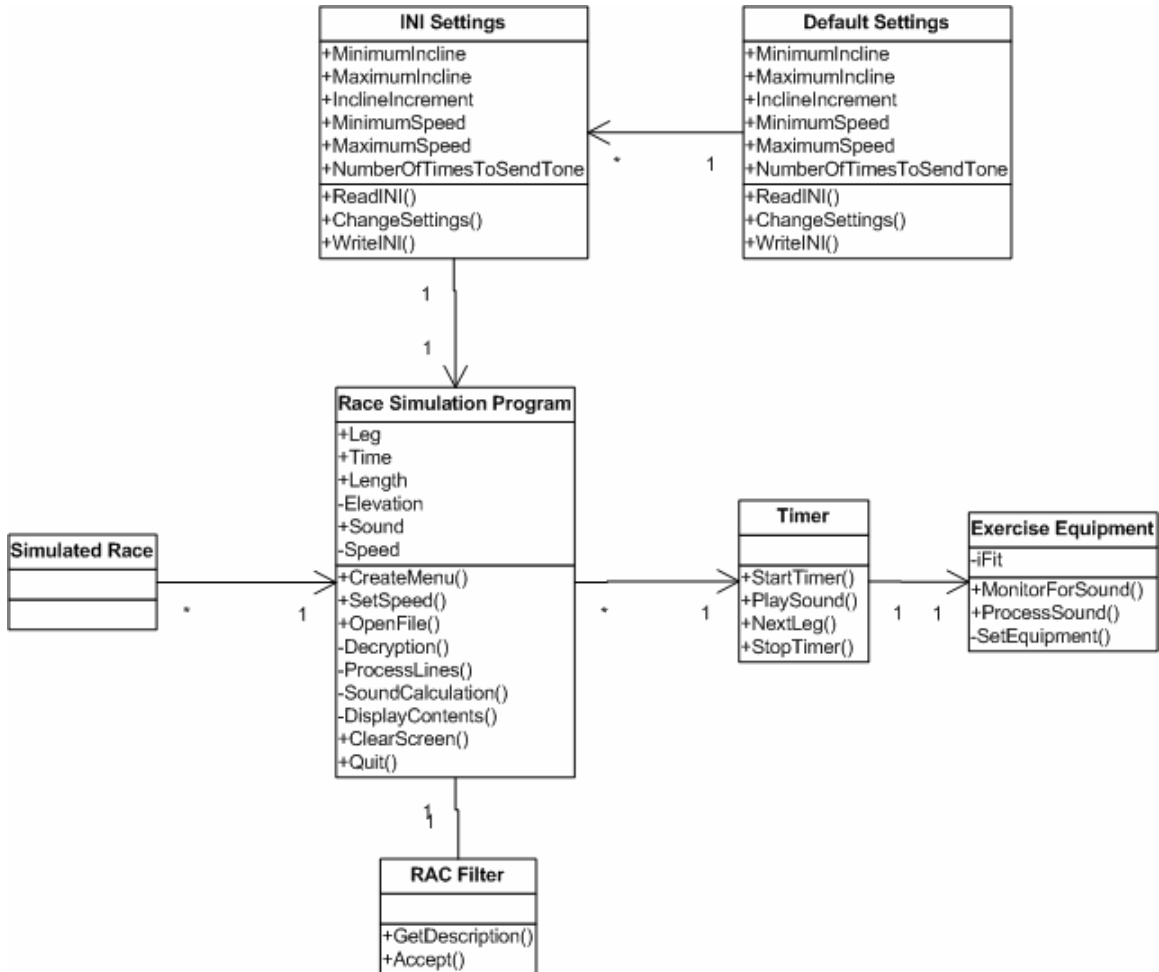 INI Settings
+MinimumIncline
+MaximumIncline
+InclineIncrement
+MinimumSpeed
+MaximumSpeed
+NumberOfTimesToSendTone
+ReadINI()
+ChangeSettings()
+WriteINI()
Default Settings
+MinimumIncline
+MaximumIncline
+InclineIncrement
+MinimumSpeed
+MaximumSpeed
+NumberOfTimesToSendTone
+ReadINI()
+ChangeSettings()
+WriteINI()
* 1
1
1
Race Simulation Program
+Leg
+Time
+Length
-Elevation
+Sound
-Speed
+CreateMenu()
+SetSpeed()
+OpenFile()
-Decryption()
-ProcessLines()
-SoundCalculation()
-DisplayContents()
+ClearScreen()
+Quit()
Simulated Race
* 1
* 1
Timer
+StartTimer()
+PlaySound()
+NextLeg()
+StopTimer()
1 1
Exercise Equipment
-iFit
+MonitorForSound()
+ProcessSound()
-SetEquipment()
1
1
RAC Filter
+GetDescription()
+Accept()